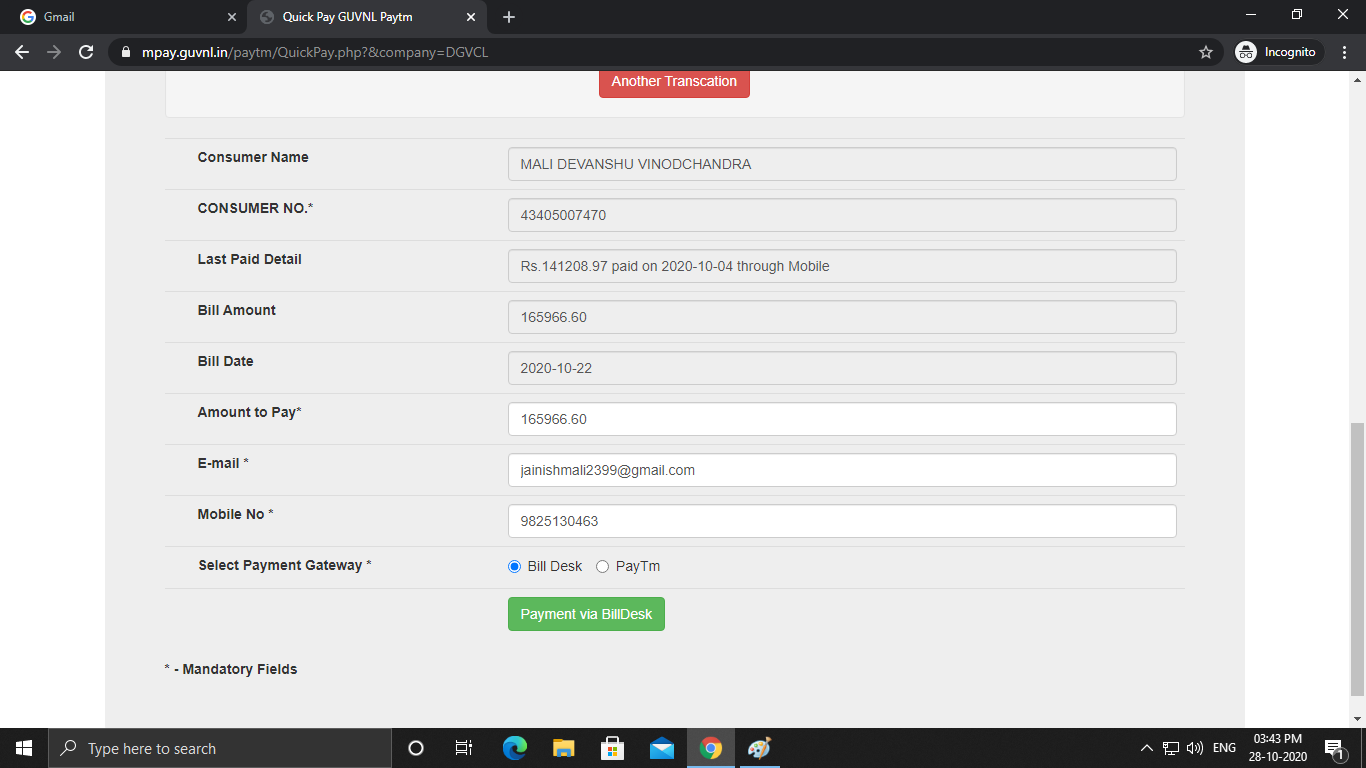 Gmail
Quick Pay GUVNL Paytm
mpay.guvnl.in/paytm/QuickPay.php?&company=DGVCL
Incognito
Another Transcation
Consumer Name
MALI DEVANSHU VINODCHANDRA
CONSUMER NO.*
43405007470
Last Paid Detail
Rs.141208.97 paid on 2020-10-04 through Mobile
Bill Amount
165966.60
Bill Date
2020-10-22
Amount to Pay*
165966.60
E-mail *
jainishmali2399@gmail.com
Mobile No *
9825130463
Select Payment Gateway *
Bill Desk PayTm
Payment via BillDesk
* - Mandatory Fields
Type here to search
ENG
03:43 PM
28-10-2020
1